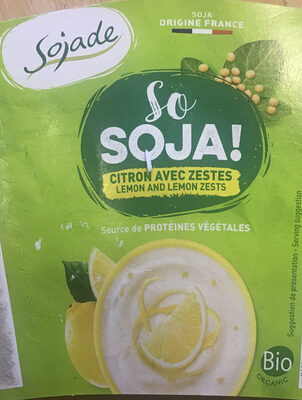 Sojade
SOJA
ORIGINE FRANCE
So
SOJA!
CITRON AVEC ZESTES
LEMON AND LEMON ZESTS
Source de PROTÉINES VÉGÉTALES
Suggestion de présentation - Serving suggestion
Bio
ORGANIC